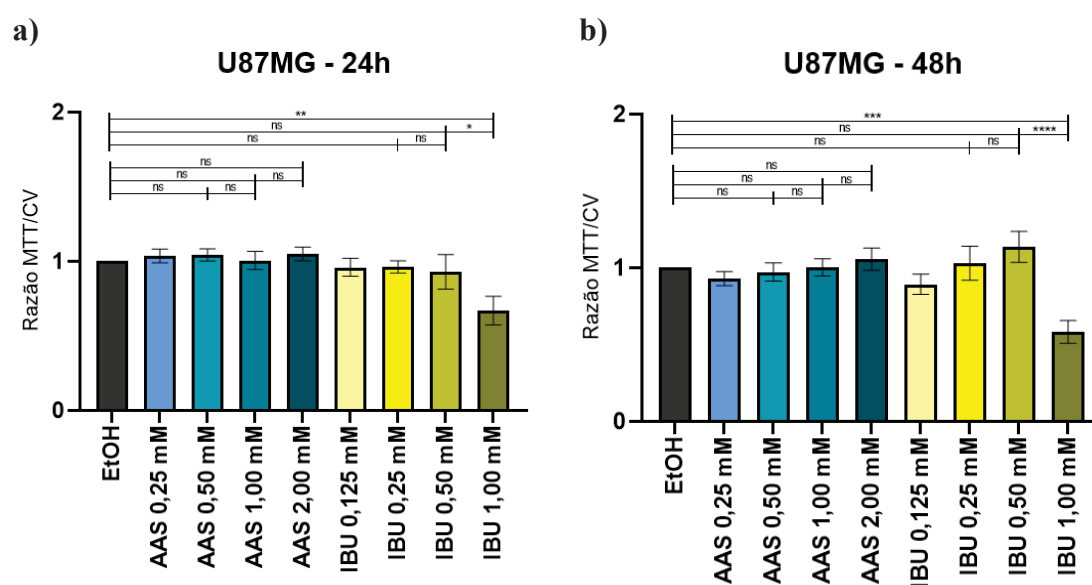 a)
U87MG - 24h
Razão MTT/CV
2
1
0
**
ns
*
ns
ns
ns
ns
ns
ns
ns
EtOH
AAS 0,25 mM
AAS 0,50 mM
AAS 1,00 mM
AAS 2,00 mM
IBU 0,125 mM
IBU 0,25 mM
IBU 0,50 mM
IBU 1,00 mM
b)
U87MG - 48h
Razão MTT/CV
2
1
0
***
ns
****
ns
ns
ns
ns
ns
ns
ns
EtOH
AAS 0,25 mM
AAS 0,50 mM
AAS 1,00 mM
AAS 2,00 mM
IBU 0,125 mM
IBU 0,25 mM
IBU 0,50 mM
IBU 1,00 mM